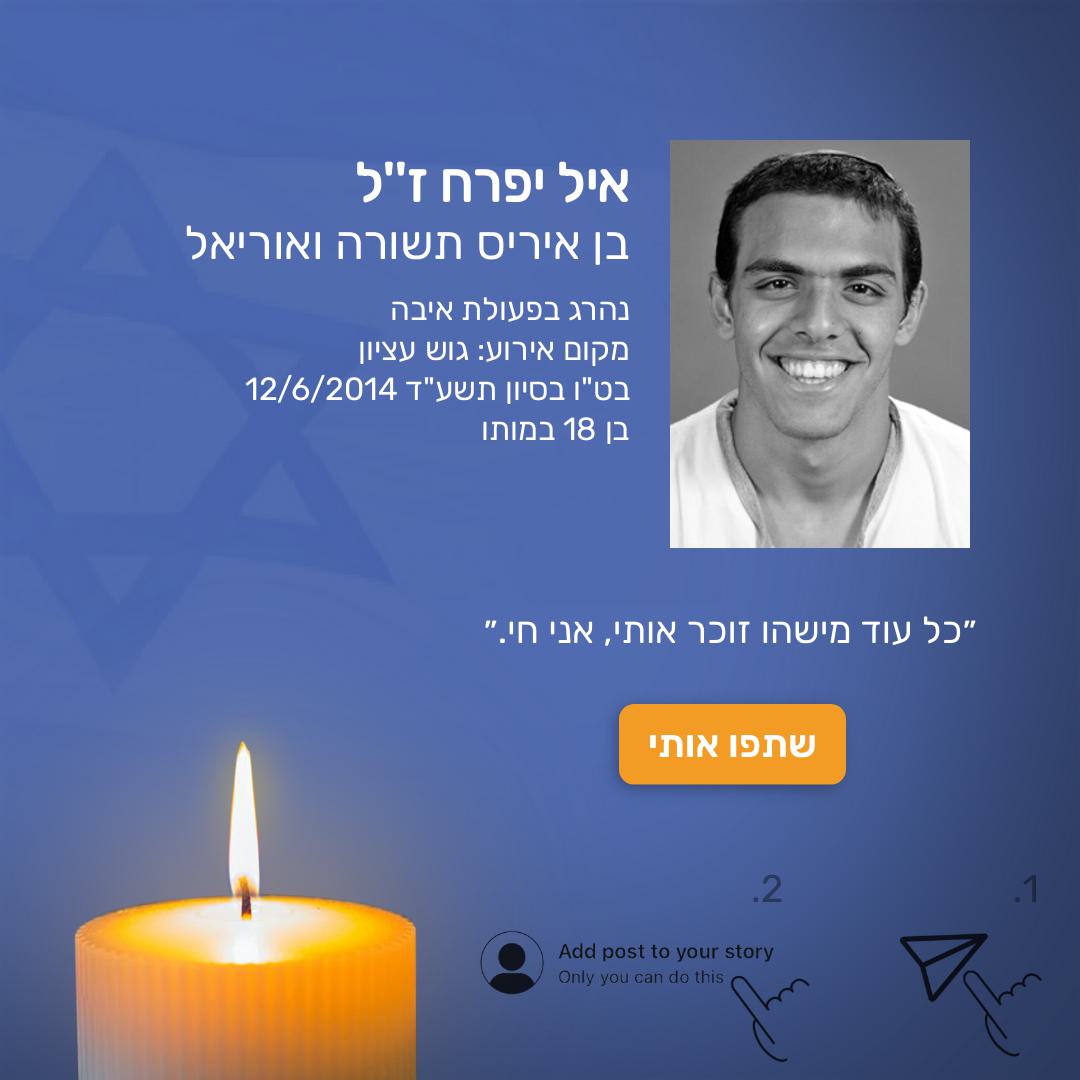 איל יפרח ז"ל
בן איריס תשורה ואוריאל
נהרג בפעולת איבה
מקום אירוע: גוש עציון
בט"ו בסיון תשע"ד 12/6/2014
בן 18 במותו
״כל עוד מישהו זוכר אותי, אני חי.״
שתפו אותי
1.
2.
Add post to your story
Only you can do this